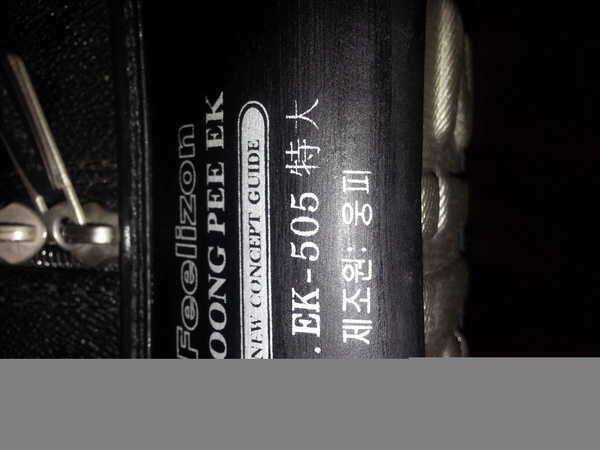 Feelizon
OONG PEE EK
NEW CONCEPT GUIDE
. EK-505 特大
제조원: 웅피